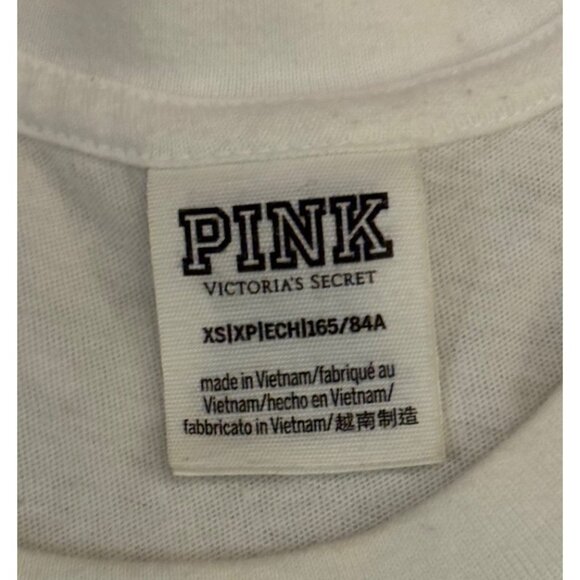 PINK
VICTORIA'S SECRET
XS|XP|ECH|165/84A
made in Vietnam/fabriqué au
Vietnam/hecho en Vietnam/
fabbricato in Vietnam/越南制造